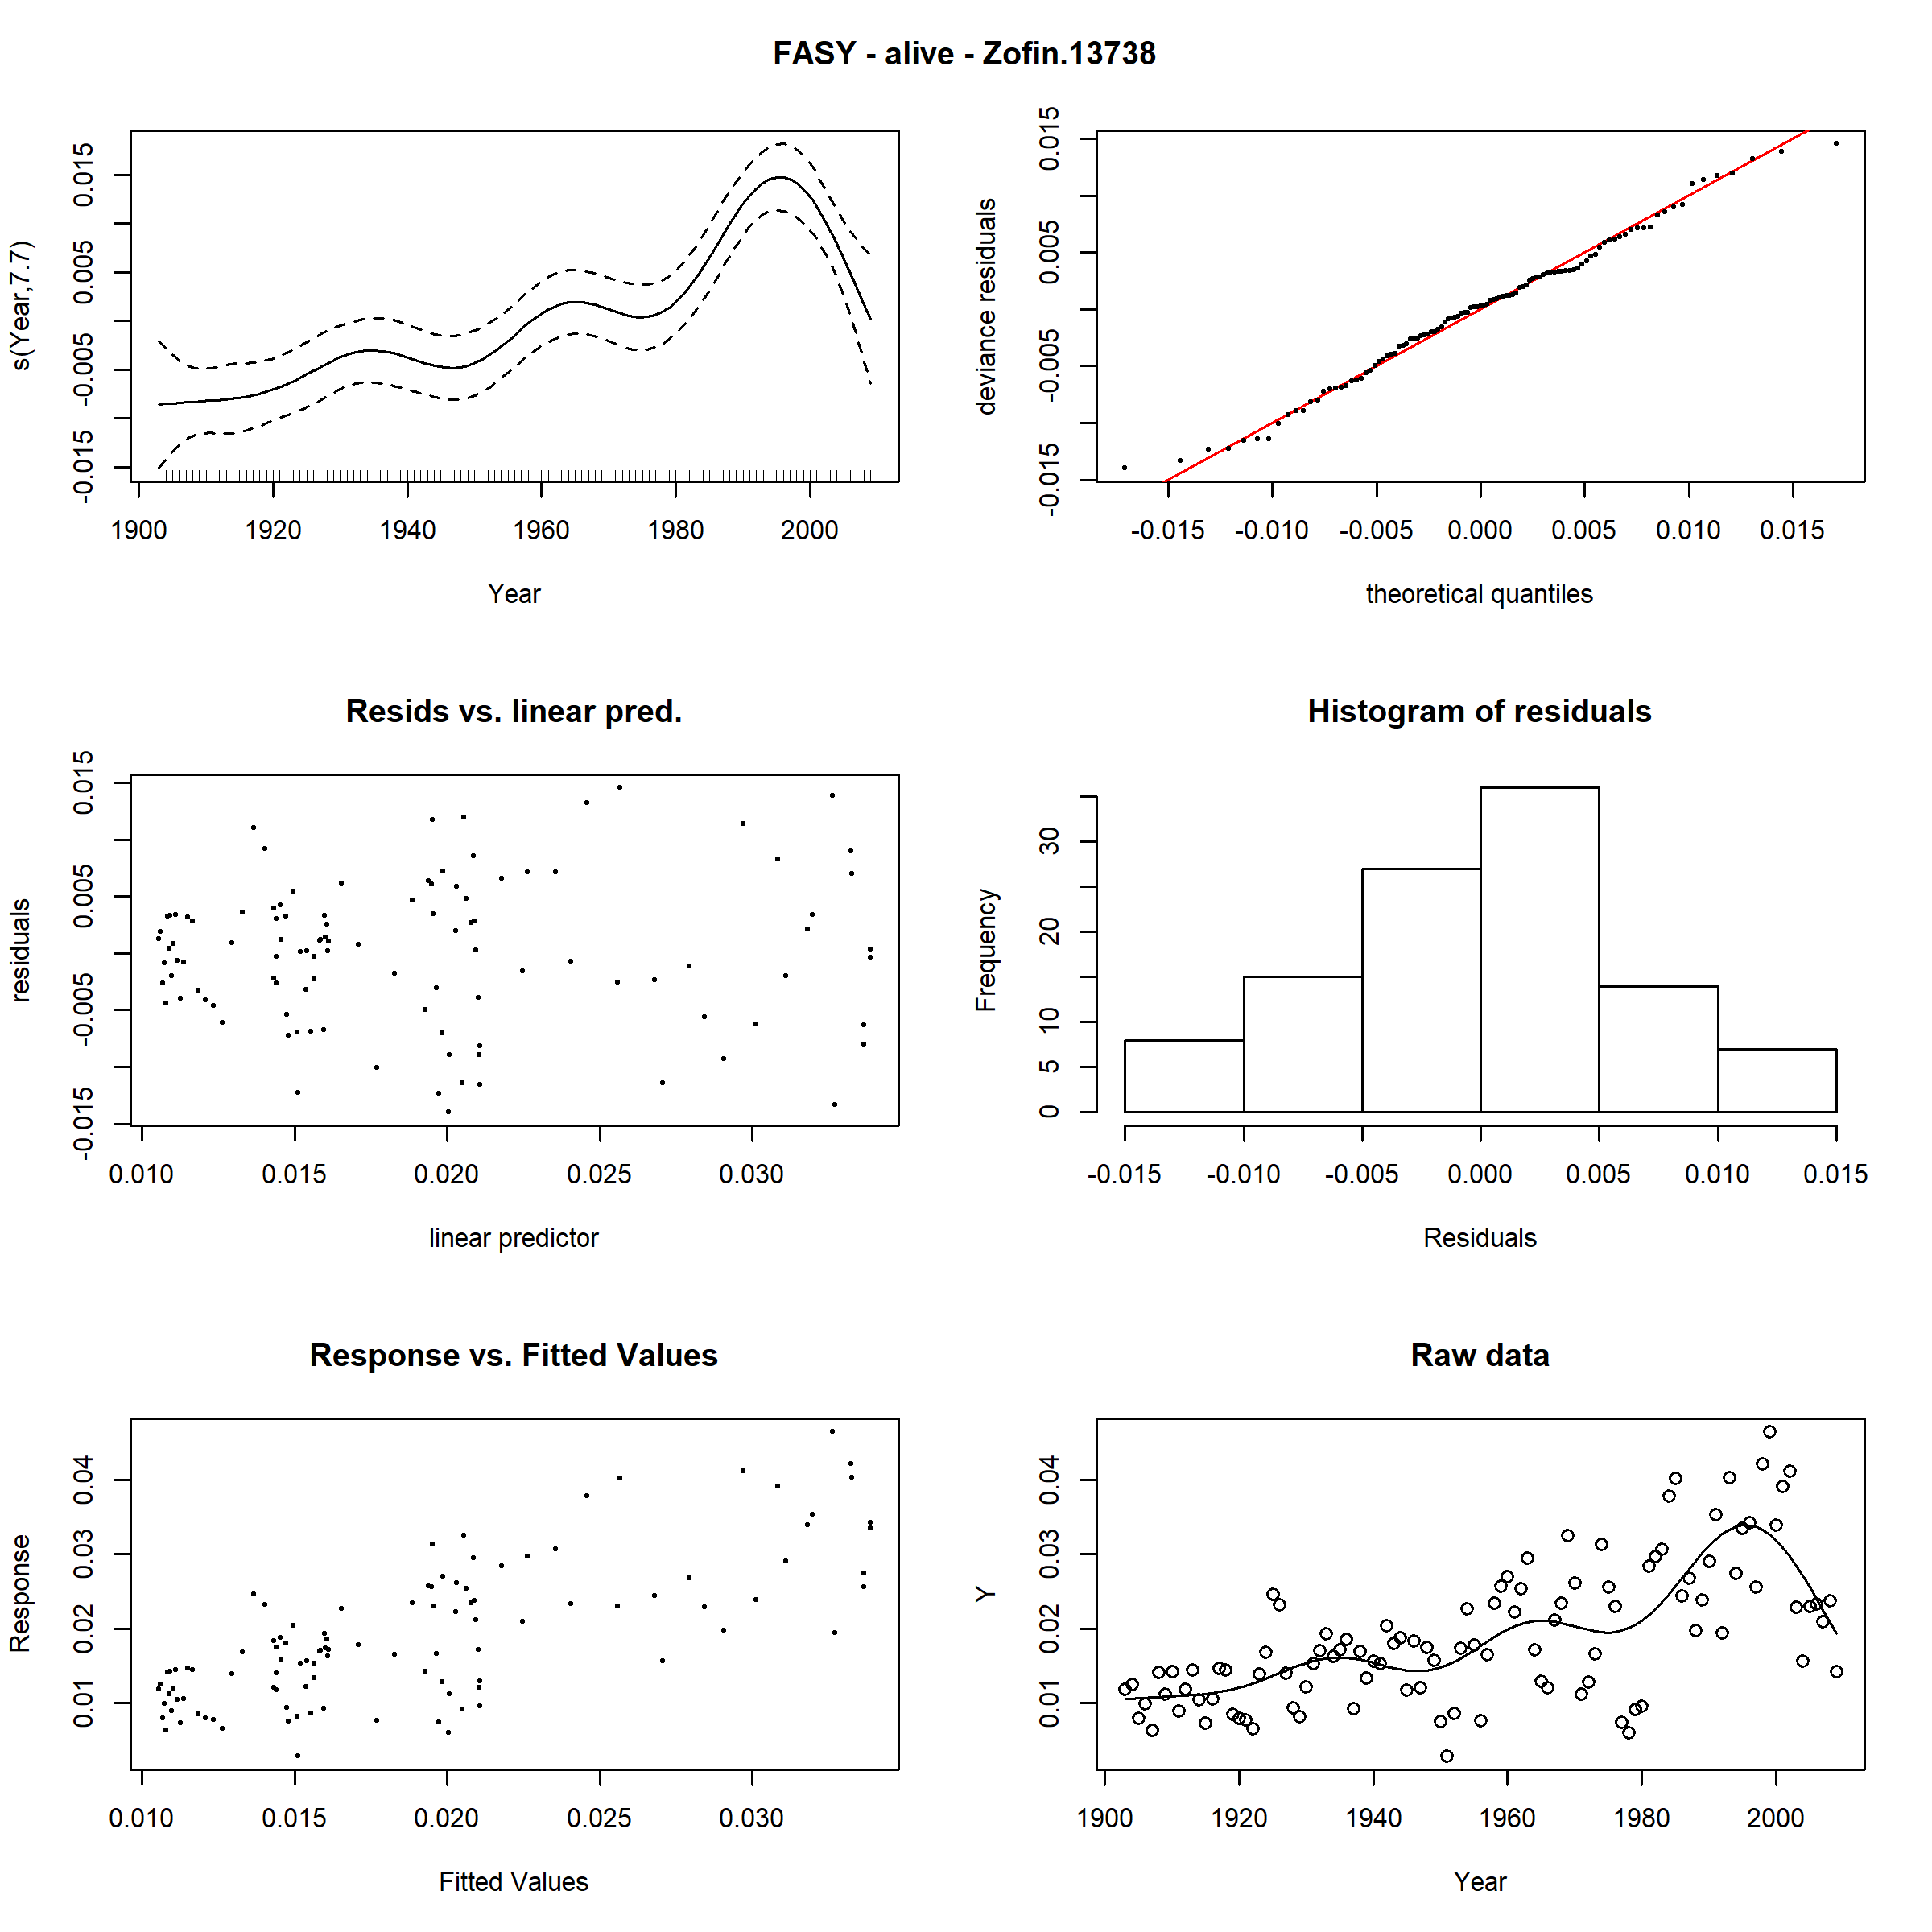 FASY - alive - Zofin.13738
s(Year,7.7)
-0.015 -0.005 0.005 0.015
1900 1920 1940 1960 1980 2000
Year
deviance residuals
-0.015 -0.005 0.005 0.015
-0.015 -0.010 -0.005 0.000 0.005 0.010 0.015
theoretical quantiles
Resids vs. linear pred.
residuals
-0.015 -0.005 0.005 0.015
0.010 0.015 0.020 0.025 0.030
linear predictor
Histogram of residuals
Frequency
0 5 10 20 30
-0.015 -0.010 -0.005 0.000 0.005 0.010 0.015
Residuals
Response vs. Fitted Values
Response
0.01 0.02 0.03 0.04
0.010 0.015 0.020 0.025 0.030
Fitted Values
Raw data
Y
0.01 0.02 0.03 0.04
1900 1920 1940 1960 1980 2000
Year